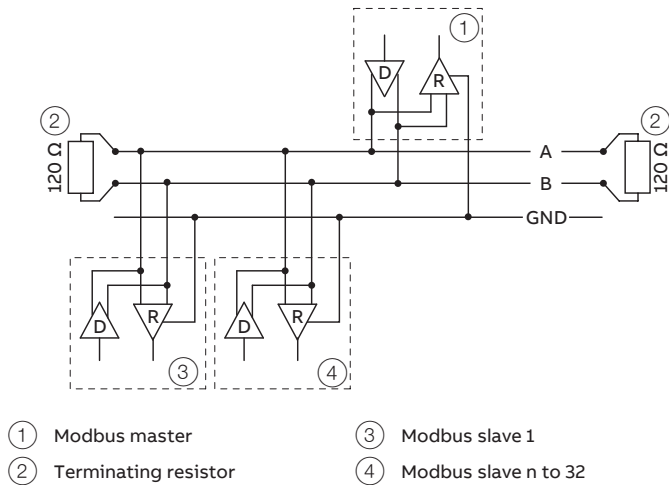 ①
D
R
②
②
120 Ω
A
120 Ω
B
GND
D
R
D
R
③
④
① Modbus master
③ Modbus slave 1
② Terminating resistor
④ Modbus slave n to 32